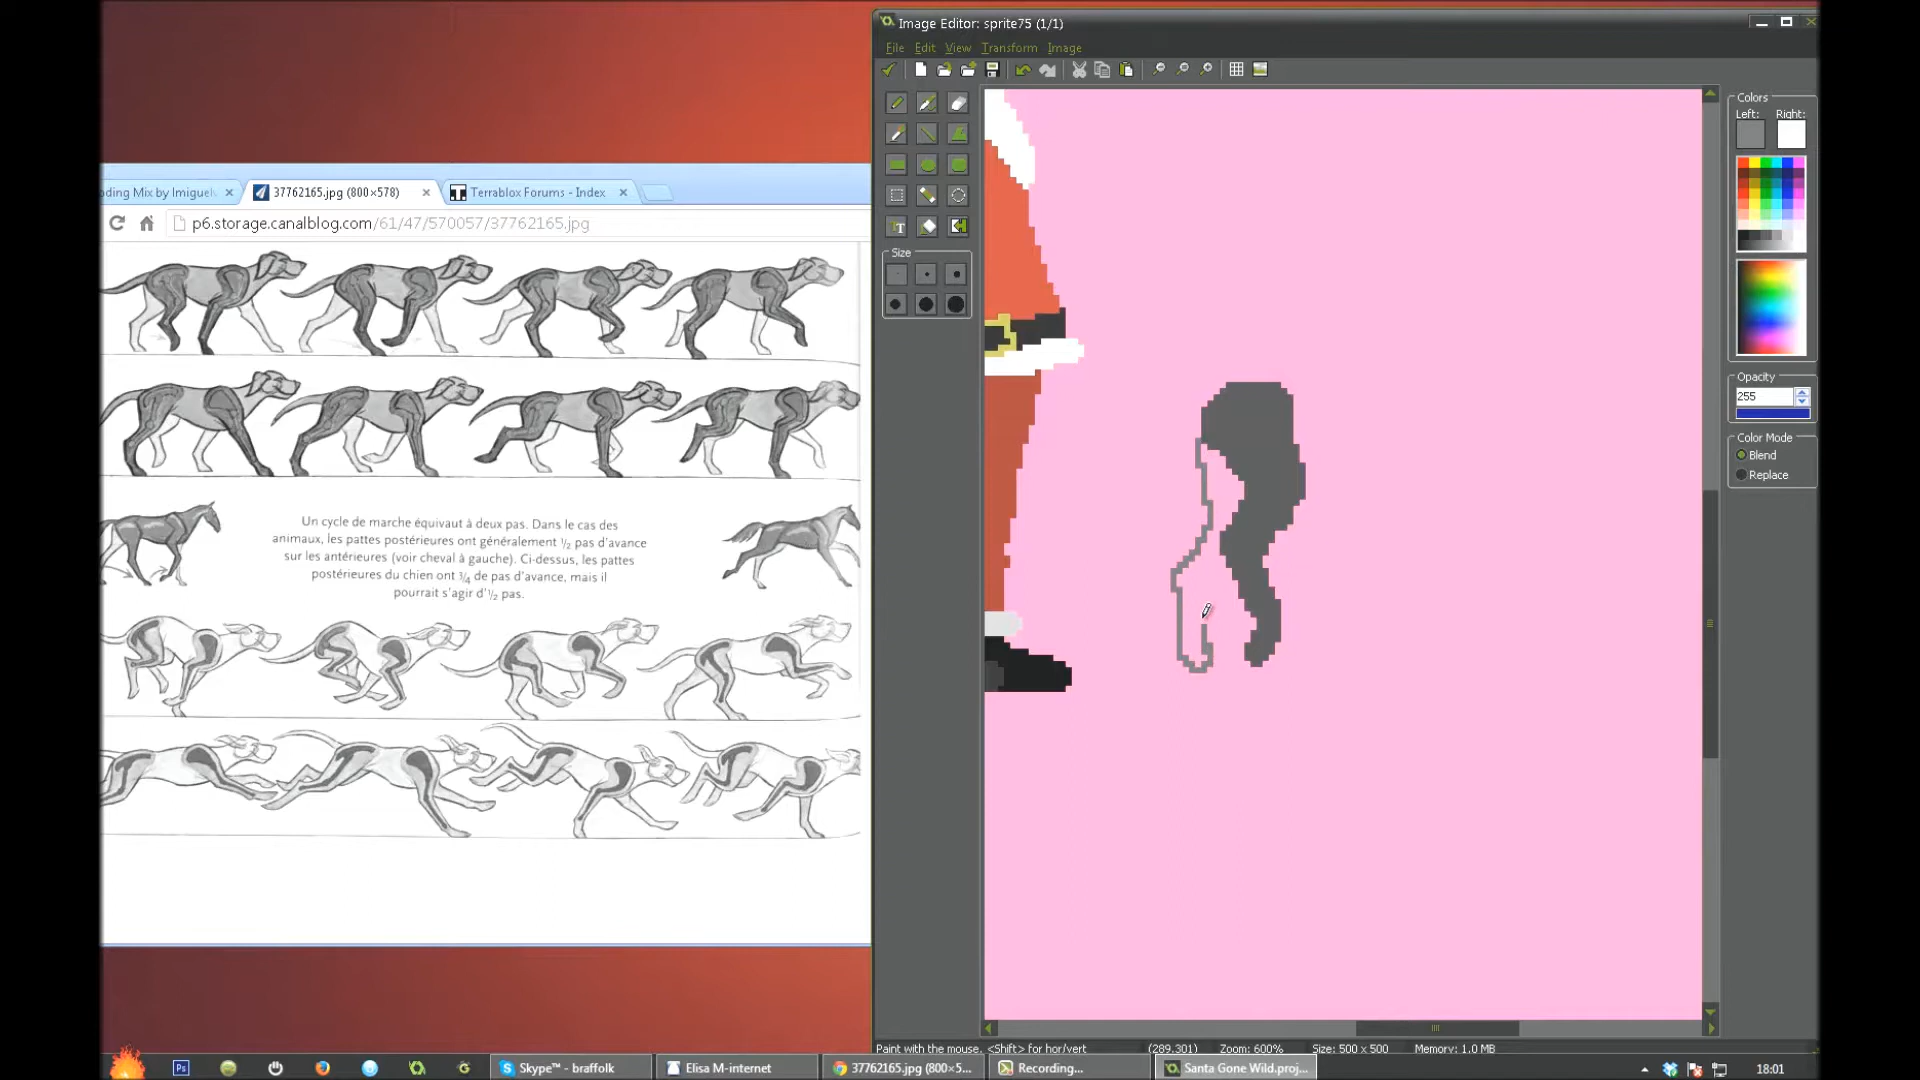 Image Editor: sprite75 (1/1)
File Edit View Transform Image
Colors
Left: Right:
Size
Opacity
255
Color Mode
Blend
Replace
ading Mix by Imiguelv
37762165.jpg (800×578)
Terrablox Forums - Index
p6.storage.canalblog.com/61/47/570057/37762165.jpg
Un cycle de marche équivaut à deux pas. Dans le cas des
animaux, les pattes postérieures ont généralement ½ pas d'avance
sur les antérieures (voir cheval à gauche). Ci-dessus, les pattes
postérieures du chien ont ¾ de pas d'avance, mais il
pourrait s'agir d'½ pas.
Paint with the mouse. <Shift> for hor/vert (289,301) Zoom: 600% Size: 500 x 500 Memory: 1.0 MB
Ps
Skype™ - braffolk
Elisa M-internet
37762165.jpg (800×5...
Recording...
Santa Gone Wild.proj...
18:01